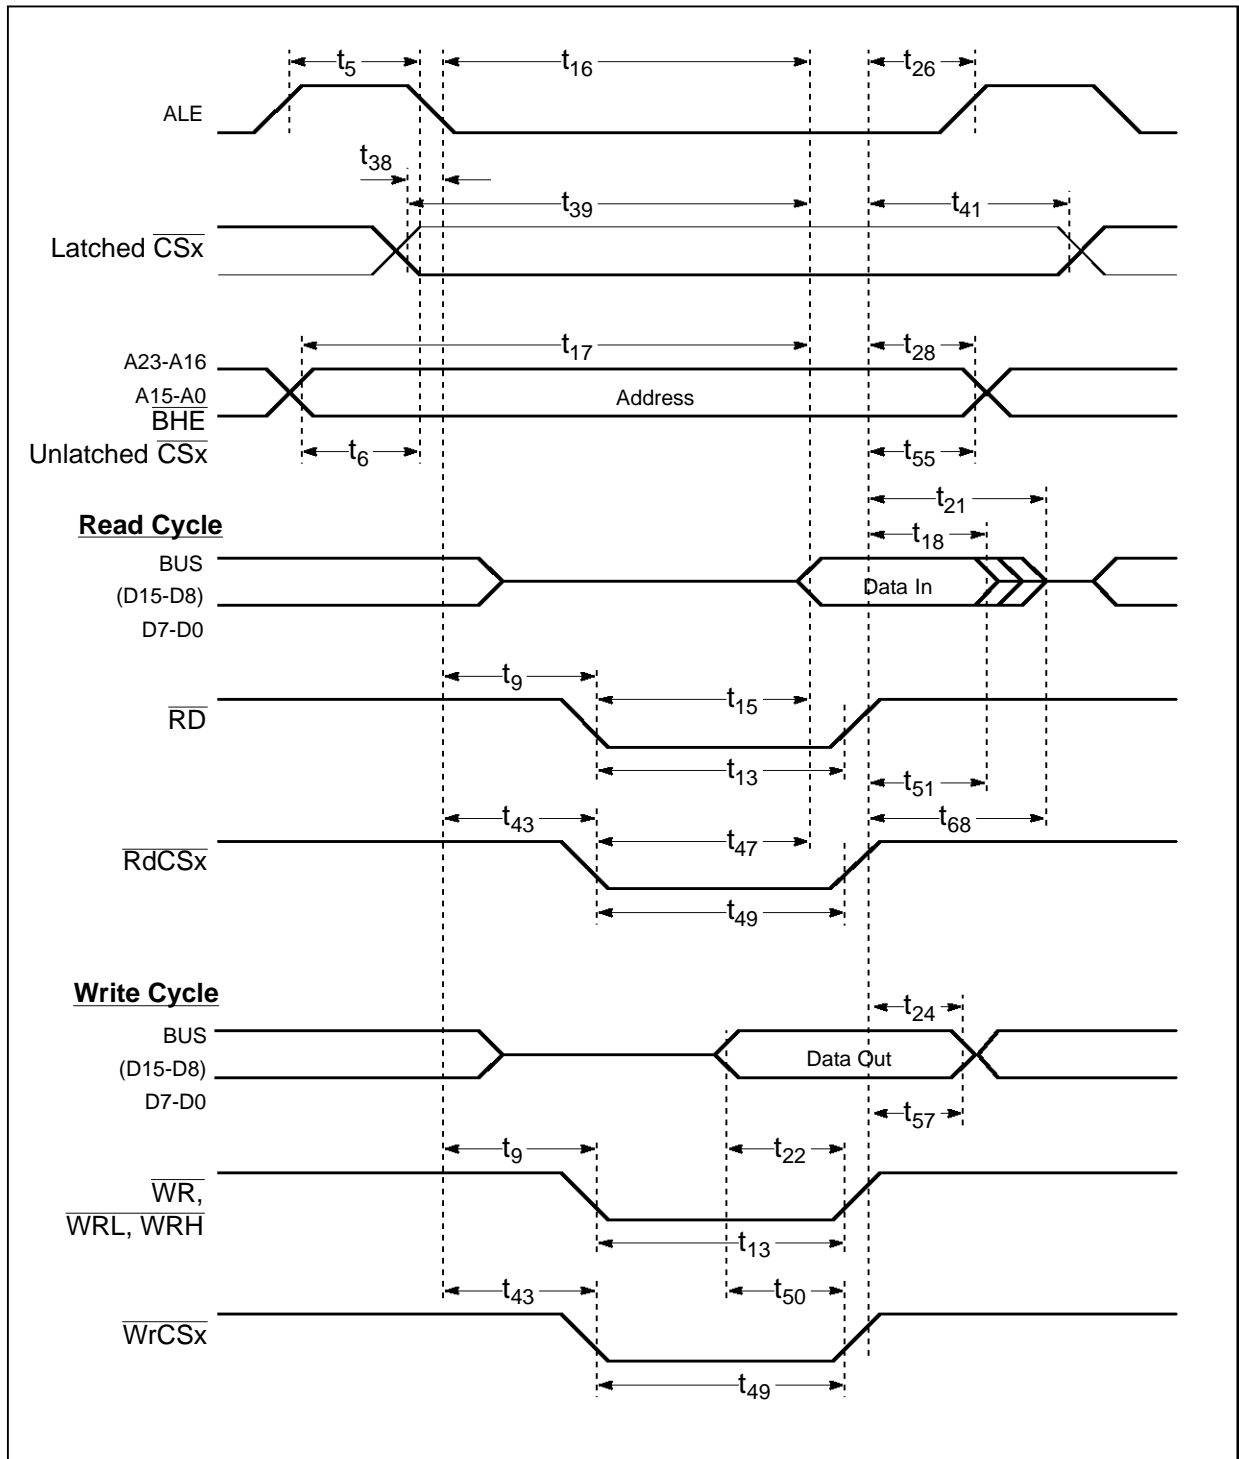 t5 t16 t26
ALE
t38
t39 t41
Latched CSx
t17 t28
A23-A16
A15-A0 Address
BHE
Unlatched CSx t6 t55
t21
Read Cycle
t18
BUS
(D15-D8) Data In
D7-D0
t9
t15
RD
t13 t51
t43 t68
t47
RdCSx
t49
Write Cycle
t24
BUS
(D15-D8) Data Out
D7-D0
t57
t9 t22
WR,
WRL, WRH
t13
t43 t50
WrCSx
t49